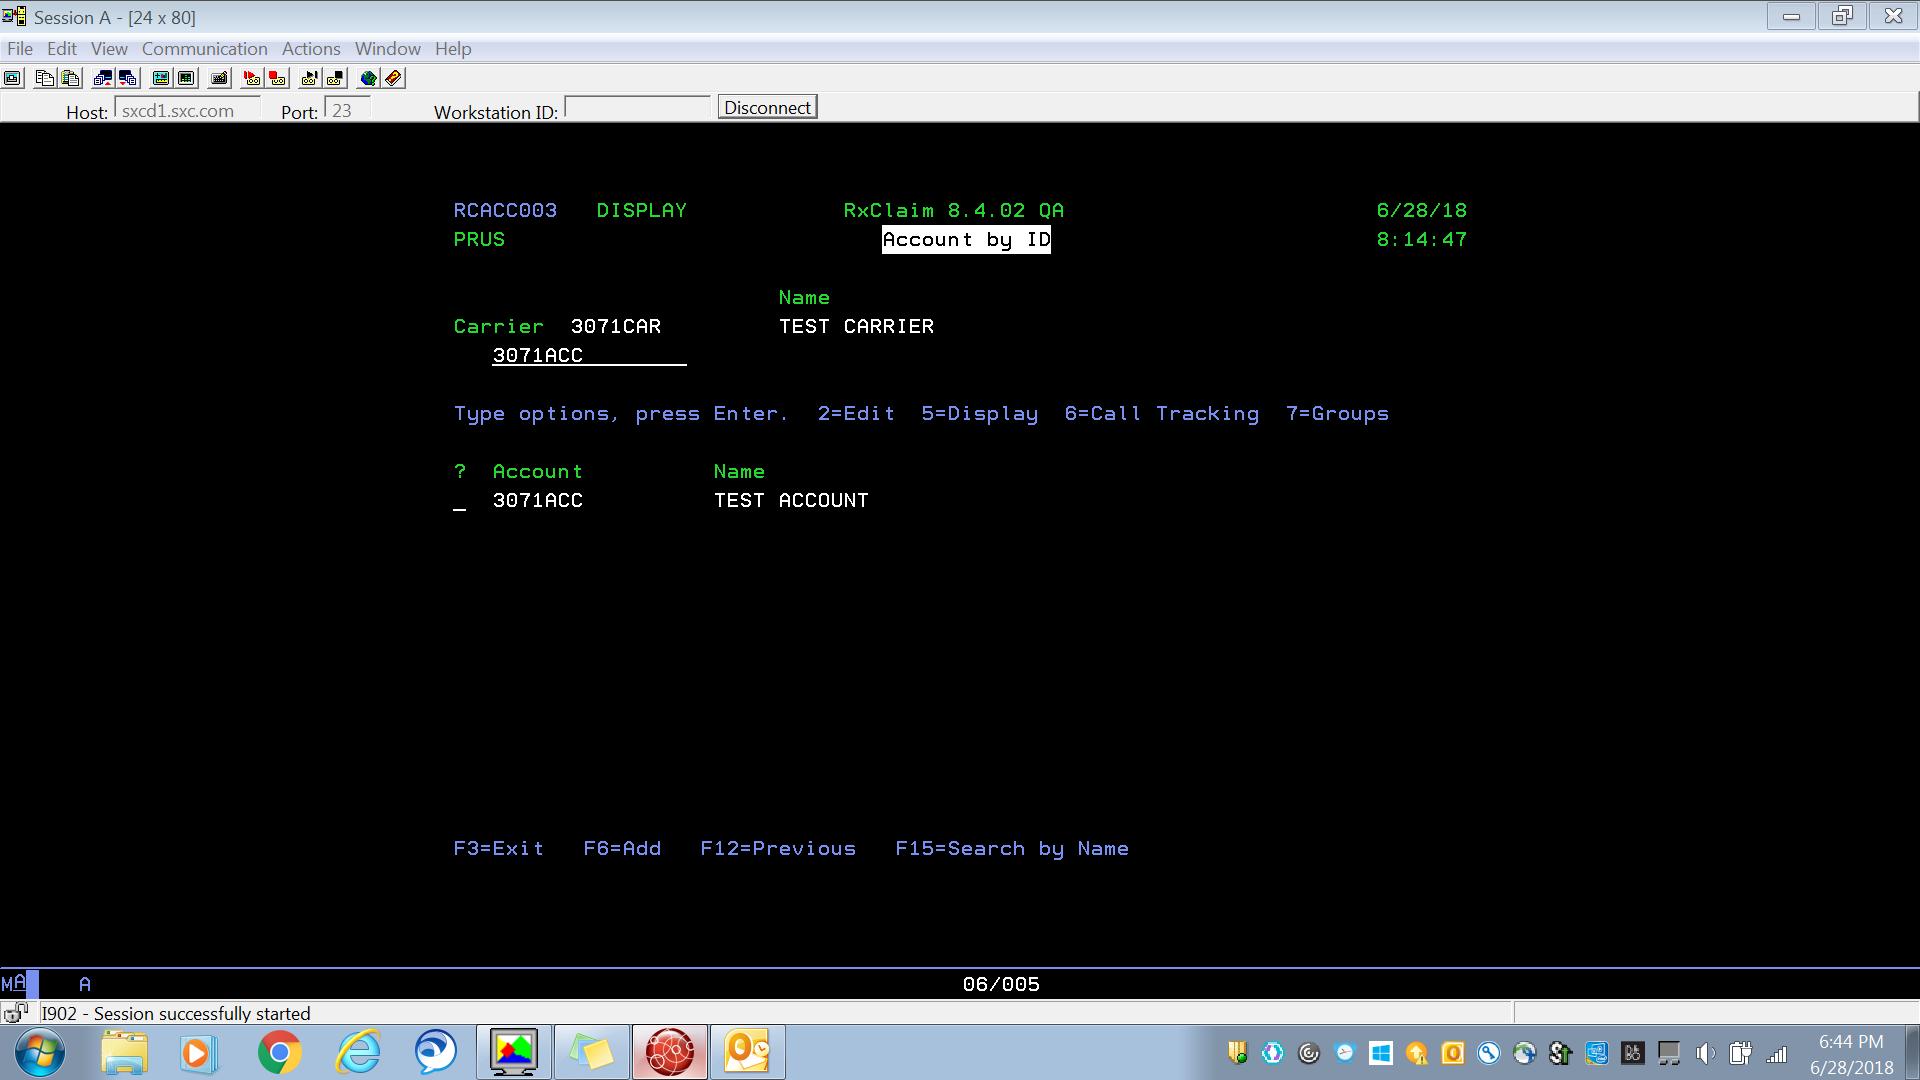 Session A - [24 x 80]
File Edit View Communication Actions Window Help
Host: sxcd1.sxc.com Port: 23 Workstation ID: Disconnect
RCACC003 DISPLAY RxClaim 8.4.02 QA 6/28/18
PRUS Account by ID 8:14:47
Name
Carrier 3071CAR TEST CARRIER
3071ACC
Type options, press Enter. 2=Edit 5=Display 6=Call Tracking 7=Groups
? Account Name
_ 3071ACC TEST ACCOUNT
F3=Exit F6=Add F12=Previous F15=Search by Name
MA A 06/005
I902 - Session successfully started
6:44 PM
6/28/2018